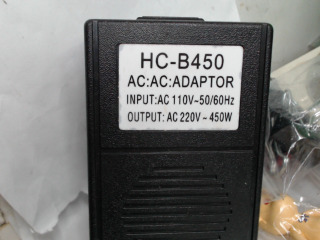 HC-B450
AC:AC:ADAPTOR
INPUT:AC 110V~50/60Hz
OUTPUT: AC 220V ~ 450W